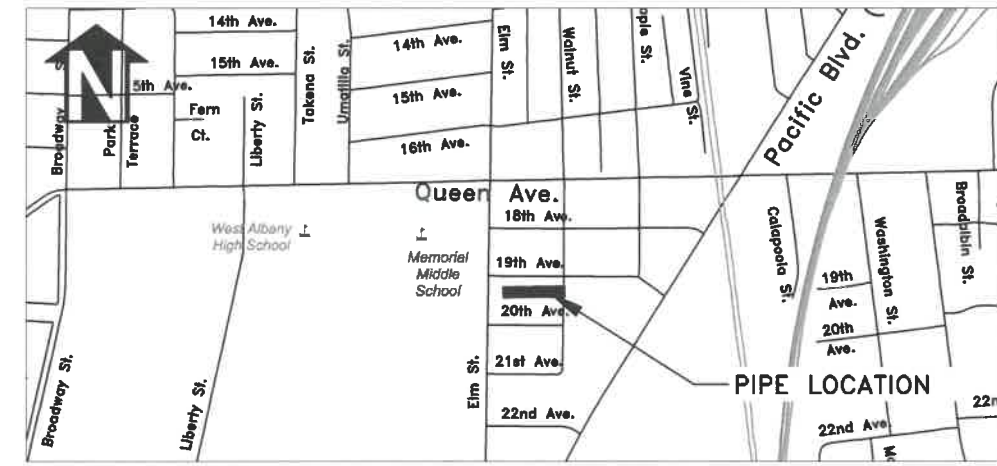 14th Ave.
15th Ave.
5th Ave.
Fern
Ct.
Broadway
Park
Terrace
Liberty St.
Takena St.
Umatilla St.
14th Ave.
15th Ave.
16th Ave.
Elm St.
Walnut St.
ple St.
Vine St.
Pacific Blvd.
N
Queen Ave.
18th Ave.
19th Ave.
20th Ave.
21st Ave.
22nd Ave.
West Albany
High School
Memorial
Middle
School
Broadway St.
Liberty St.
Elm St.
PIPE LOCATION
Calapooia St.
Washington St.
Broadalbin St.
19th
Ave.
20th
Ave.
22nd Ave
22n